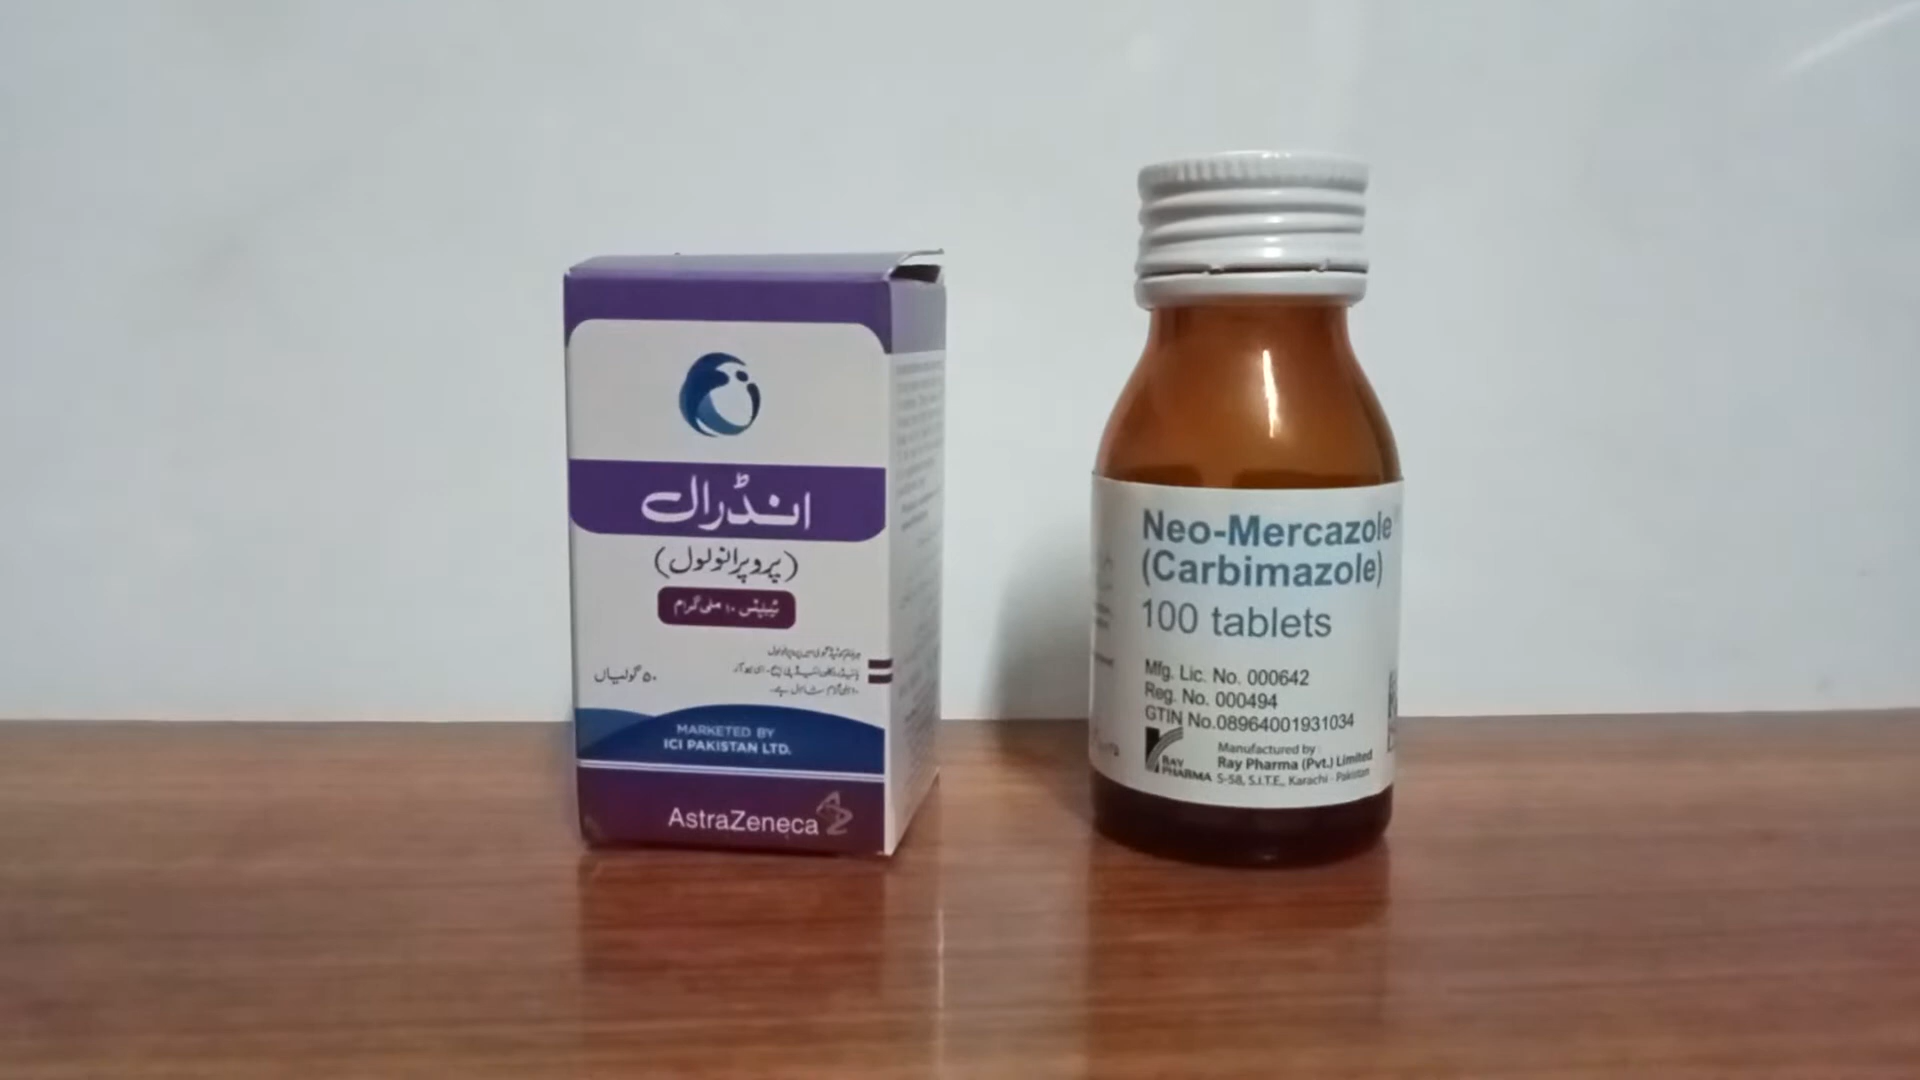 انڈرال
(پروپرانولول)
ٹیبلیٹس ۱۰ ملی گرام
۵۰ گولیاں
MARKETED BY
ICI PAKISTAN LTD.
AstraZeneca
Neo-Mercazole
(Carbimazole)
100 tablets
Mfg. Lic. No. 000642
Reg. No. 000494
GTIN No.08964001931034
RAY
PHARMA
Manufactured by
Ray Pharma (Pvt.) Limited
S-58, S.I.T.E., Karachi - Pakistan